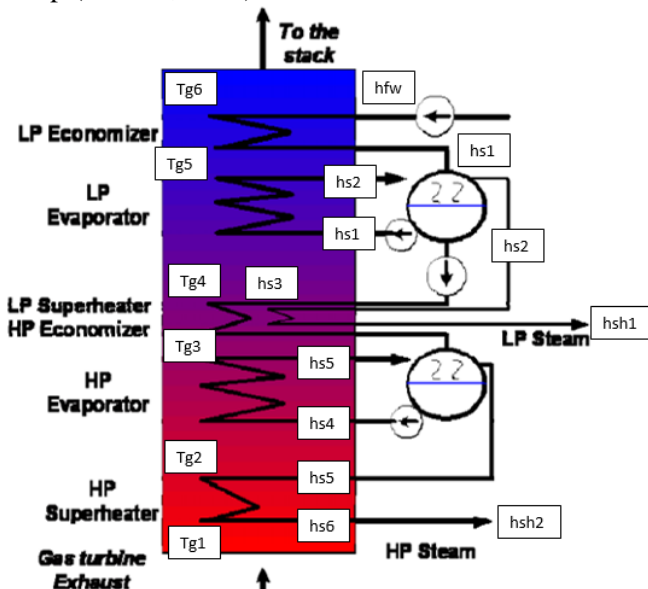 To the
stack
Tg6
hfw
LP Economizer
Tg5
hs1
hs2
LP
Evaporator
hs1
hs2
Tg4
hs3
LP Superheater
HP Economizer
hsh1
LP Steam
Tg3
hs5
HP
Evaporator
hs4
Tg2
hs5
HP
Superheater
hs6
hsh2
HP Steam
Tg1
Gas turbine
Exhaust